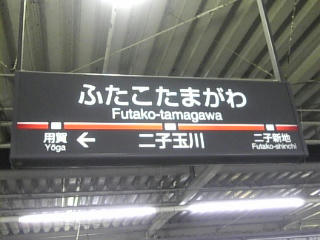 ふたこたまがわ
Futako-tamagawa
用賀
Yōga
←
二子玉川
二子新地
Futako-shinchi